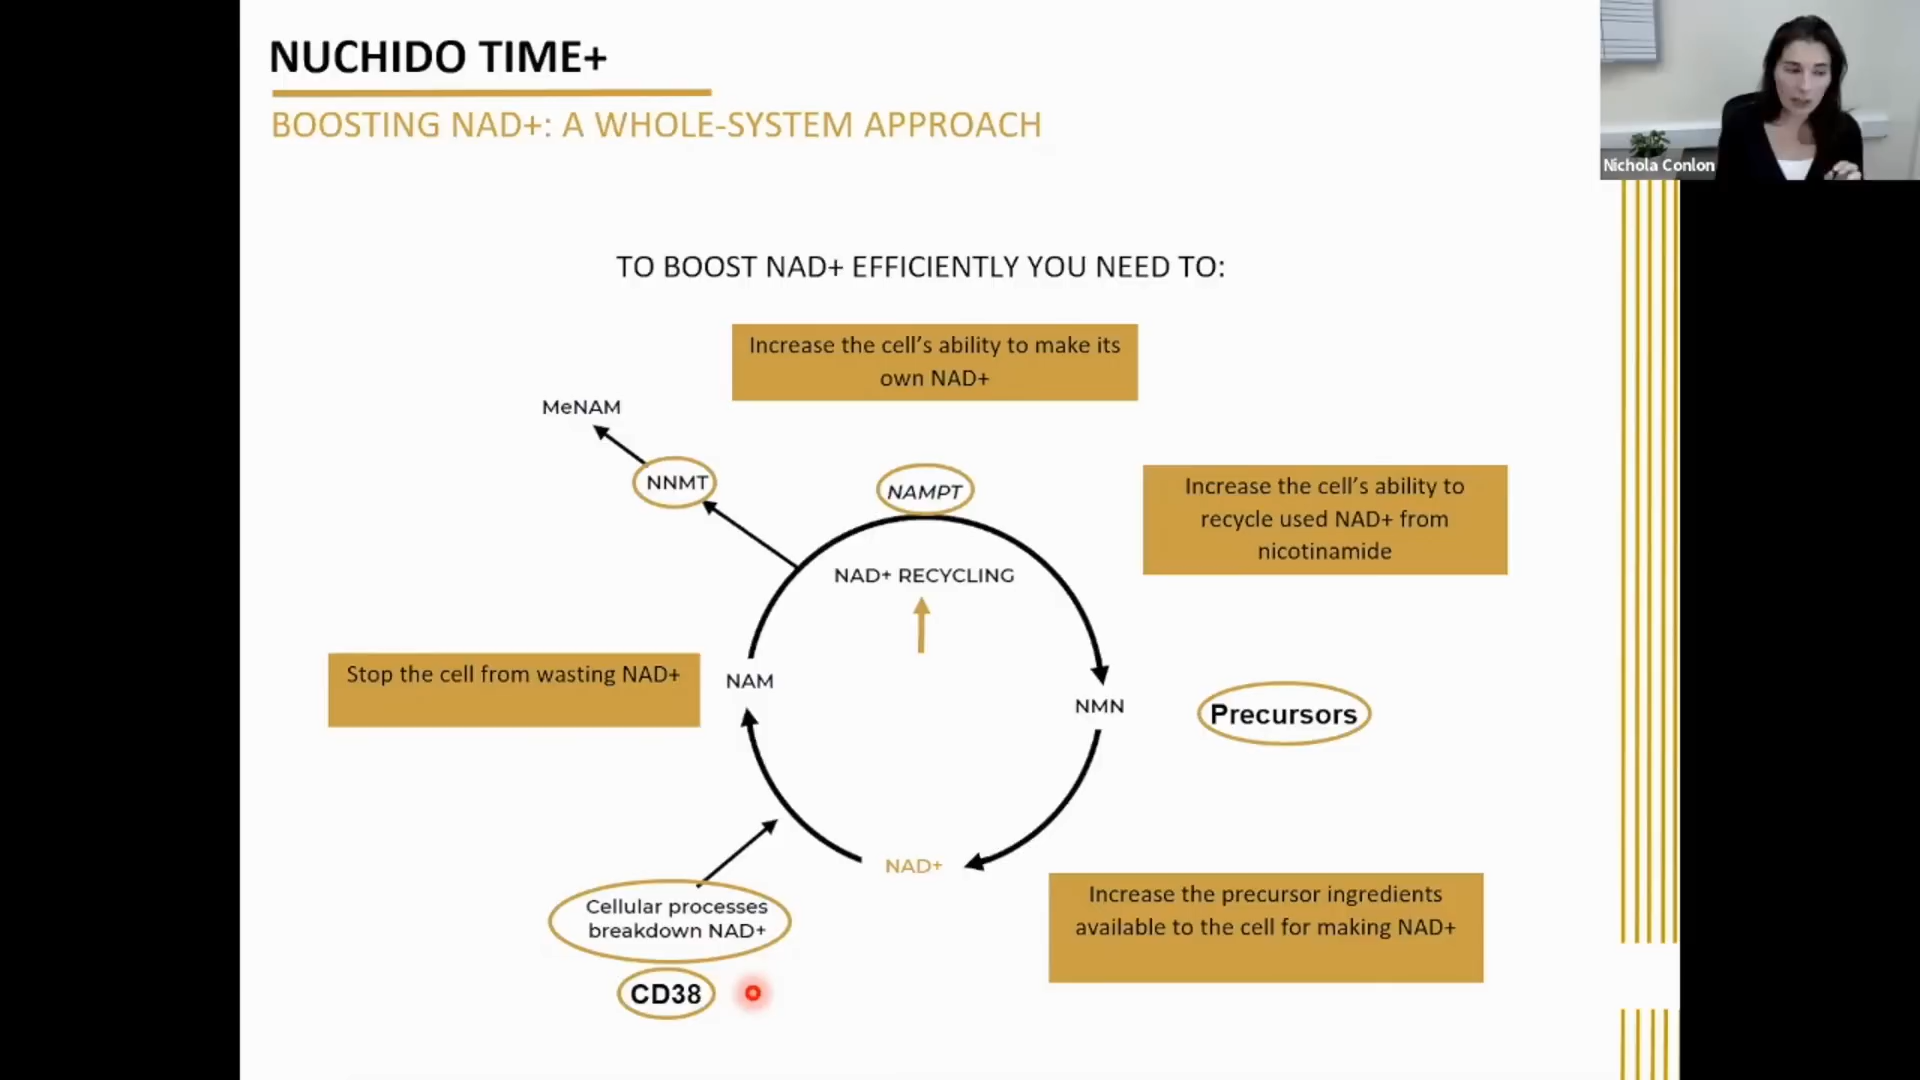 NUCHIDO TIME+
BOOSTING NAD+: A WHOLE-SYSTEM APPROACH
Nichola Conlon
TO BOOST NAD+ EFFICIENTLY YOU NEED TO:
Increase the cell’s ability to make its
own NAD+
MeNAM
NNMT
NAMPT
Increase the cell’s ability to
recycle used NAD+ from
nicotinamide
NAD+ RECYCLING
Stop the cell from wasting NAD+
NAM
NMN
Precursors
NAD+
Increase the precursor ingredients
available to the cell for making NAD+
Cellular processes
breakdown NAD+
CD38